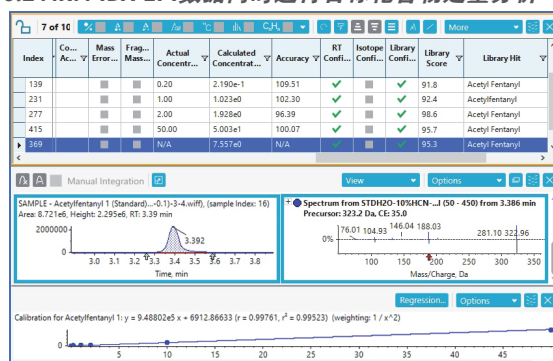 7 of 10
More
Index
Co... Ac...
Mass Error...
Frag... Mass...
Actual Concentr...
Calculated Concentrat...
Accuracy
RT Confi...
Isotope Confi...
Library Confi...
Library Score
Library Hit
139 0.20 2.190e-1 109.51 91.8 Acetyl Fentanyl
231 1.00 1.023e0 102.30 92.4 Acetylfentanyl
277 2.00 1.928e0 96.39 98.6 Acetyl Fentanyl
415 50.00 5.003e1 100.07 95.7 Acetyl Fentanyl
369 N/A 7.557e0 N/A 95.3 Acetyl Fentanyl
Manual Integration View Options
SAMPLE - Acetylfentanyl 1 (Standard)...-0.1)-3-4.wiff), (sample Index: 16)
Area: 8.721e6, Height: 2.295e6, RT: 3.39 min
2000000
0
3.392
3.0 3.1 3.2 3.3 3.4 3.5 3.6 3.7 3.8
Time, min
Spectrum from STDH2O-10%HCN-...l (50 - 450) from 3.386 min
Precursor: 323.2 Da, CE: 35.0
0%
76.01 104.93 146.04 188.03 281.10 322.96
100 150 200 250 300 350
Mass/Charge, Da
Regression... Options
Calibration for Acetylfentanyl 1: y = 9.48802e5 x + 6912.86633 (r = 0.99761, r² = 0.99523) (weighting: 1 / x^2)
0
5 10 15 20 25 30 35 40 45